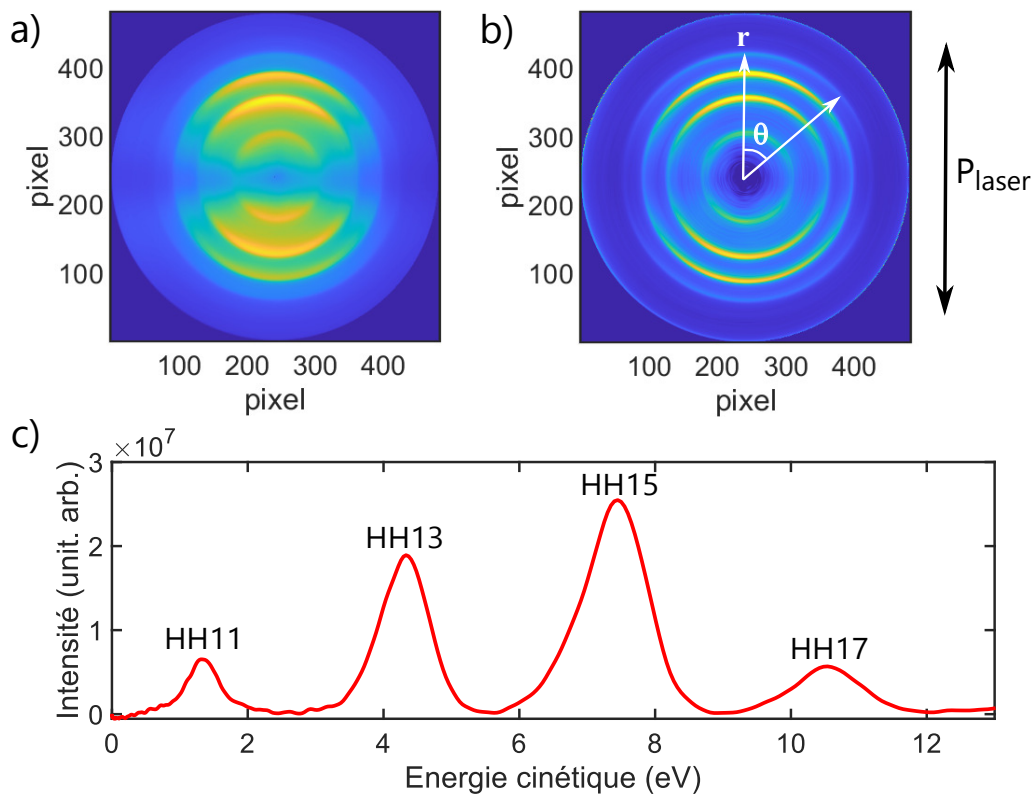 a)
pixel
400
300
200
100
100 200 300 400
pixel
b)
pixel
400
300
200
100
100 200 300 400
pixel
r
θ
P_laser
c)
×10^7
Intensité (unit. arb.)
3
2
1
0
HH11
HH13
HH15
HH17
0 2 4 6 8 10 12
Energie cinétique (eV)